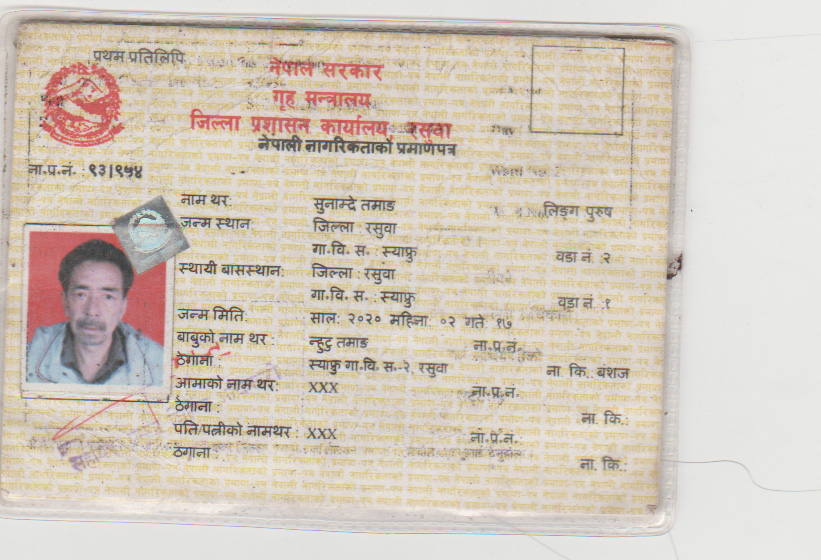 प्रथम प्रतिलिपि
नेपाल सरकार
गृह मन्त्रालय
जिल्ला प्रशासन कार्यालय, रसुवा
नेपाली नागरिकताको प्रमाणपत्र
ना.प्र.नं. : ९३।९५४
नाम थर: सुनाम्द्रे तमाङ लिङ्ग पुरुष
जन्म स्थान जिल्ला : रसुवा
गा.वि. स. : स्याफ्रु वडा नं. २
स्थायी बासस्थान: जिल्ला : रसुवा
गा.वि. स. : स्याफ्रु वडा नं. :१
जन्म मिति: साल: २०२० महिना: ०२ गते: १७
बाबुको नाम थर : न्हुटु तमाङ ना.प्र.नं.
ठेगाना : स्याफ्रु गा.वि. स.-२, रसुवा ना. कि.: बंशज
आमाको नाम थर: XXX ना.प्र.नं.
ठेगाना : ना. कि.:
पति/पत्नीको नामथर : XXX ना.प्र.नं.:
ठेगाना : ना. कि.: